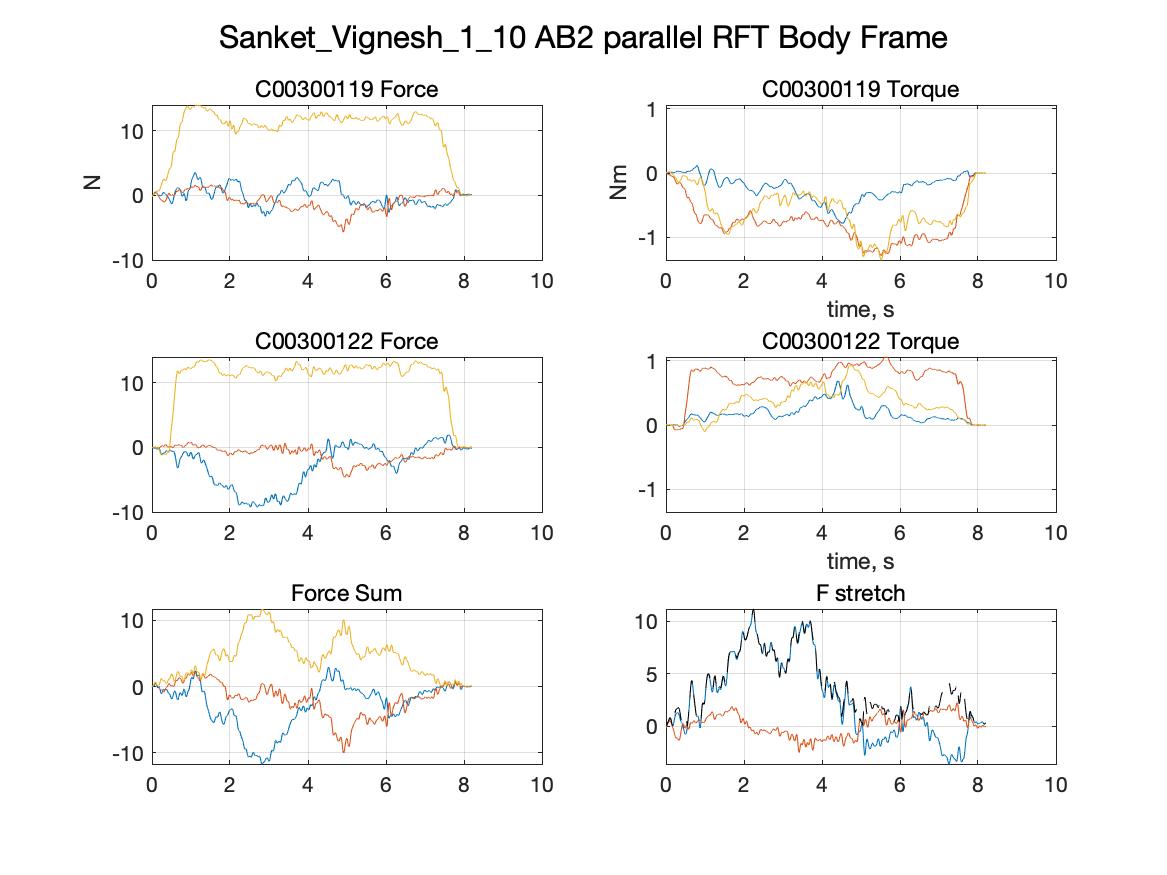 Sanket_Vignesh_1_10 AB2 parallel RFT Body Frame
C00300119 Force
C00300119 Torque
10
0
-10
N
0 2 4 6 8 10
1
0
-1
Nm
0 2 4 6 8 10
time, s
C00300122 Force
C00300122 Torque
10
0
-10
0 2 4 6 8 10
1
0
-1
0 2 4 6 8 10
time, s
Force Sum
F stretch
10
0
-10
0 2 4 6 8 10
10
5
0
0 2 4 6 8 10